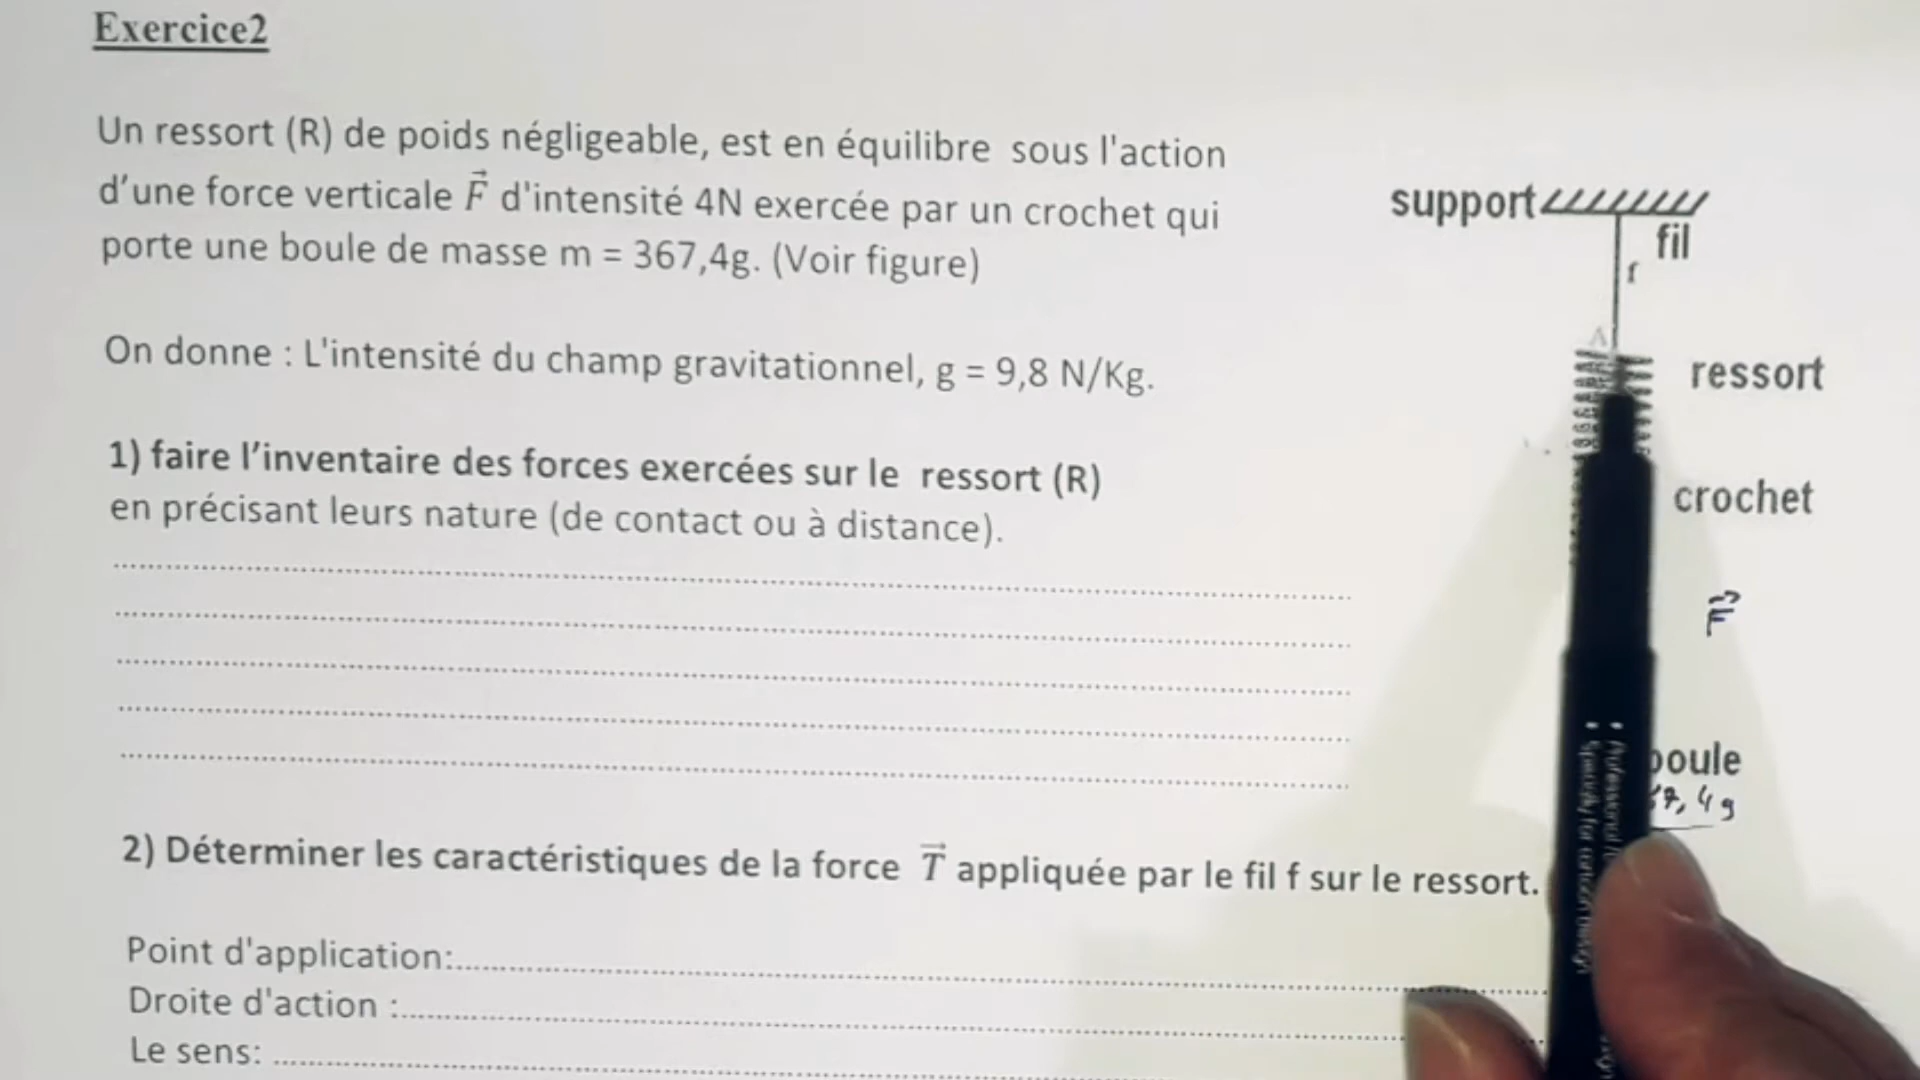 Exercice2
Un ressort (R) de poids négligeable, est en équilibre sous l'action
d’une force verticale F⃗ d'intensité 4N exercée par un crochet qui
porte une boule de masse m = 367,4g. (Voir figure)
On donne : L'intensité du champ gravitationnel, g = 9,8 N/Kg.
1) faire l’inventaire des forces exercées sur le ressort (R)
en précisant leurs nature (de contact ou à distance).
2) Déterminer les caractéristiques de la force T⃗ appliquée par le fil f sur le ressort.
Point d'application:
Droite d'action :
Le sens:
support
fil
f
A
ressort
crochet
F⃗
boule
7,4g